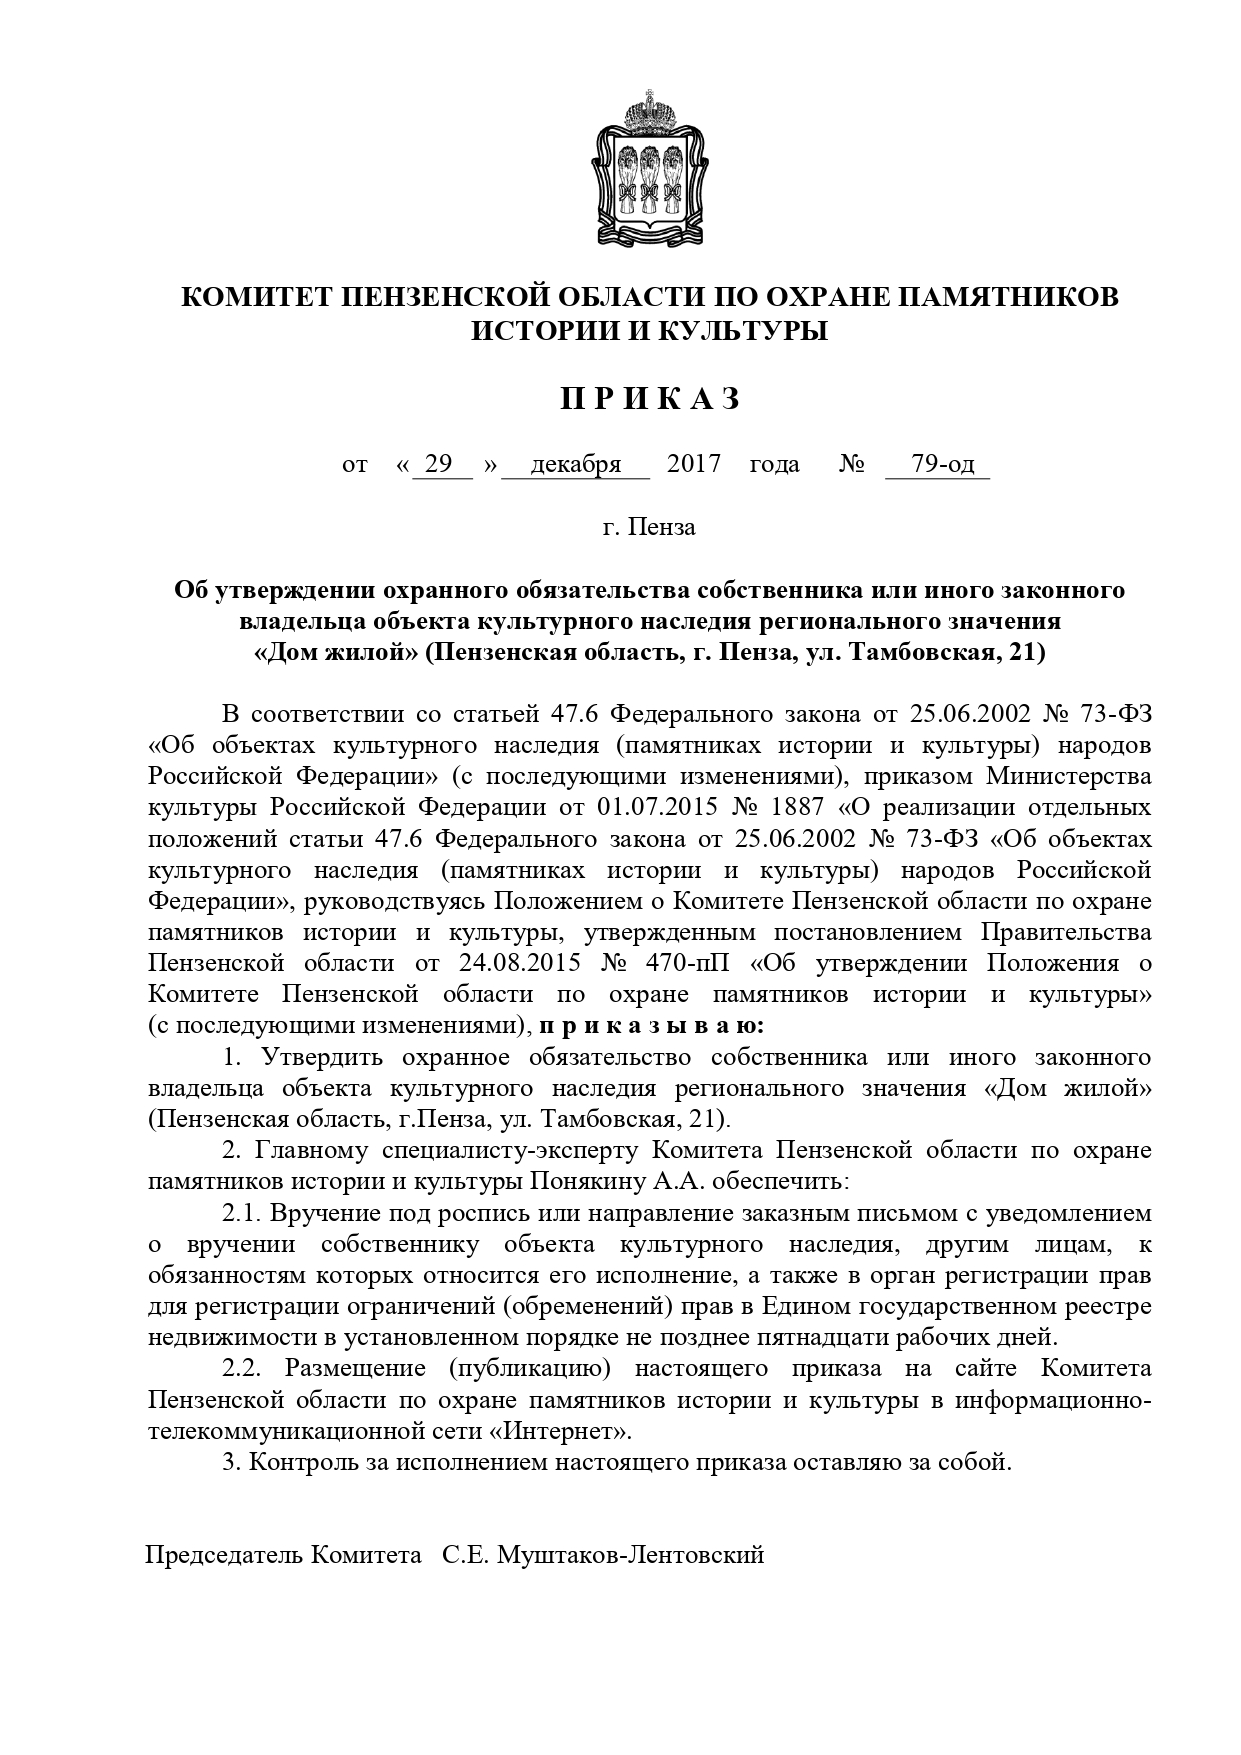 КОМИТЕТ ПЕНЗЕНСКОЙ ОБЛАСТИ ПО ОХРАНЕ ПАМЯТНИКОВ
ИСТОРИИ И КУЛЬТУРЫ
П Р И К А З
от « 29 » декабря 2017 года № 79-од
г. Пенза
Об утверждении охранного обязательства собственника или иного законного
владельца объекта культурного наследия регионального значения
«Дом жилой» (Пензенская область, г. Пенза, ул. Тамбовская, 21)
В соответствии со статьей 47.6 Федерального закона от 25.06.2002 № 73-ФЗ
«Об объектах культурного наследия (памятниках истории и культуры) народов
Российской Федерации» (с последующими изменениями), приказом Министерства
культуры Российской Федерации от 01.07.2015 № 1887 «О реализации отдельных
положений статьи 47.6 Федерального закона от 25.06.2002 № 73-ФЗ «Об объектах
культурного наследия (памятниках истории и культуры) народов Российской
Федерации», руководствуясь Положением о Комитете Пензенской области по охране
памятников истории и культуры, утвержденным постановлением Правительства
Пензенской области от 24.08.2015 № 470-пП «Об утверждении Положения о
Комитете Пензенской области по охране памятников истории и культуры»
(с последующими изменениями), п р и к а з ы в а ю:
1. Утвердить охранное обязательство собственника или иного законного
владельца объекта культурного наследия регионального значения «Дом жилой»
(Пензенская область, г.Пенза, ул. Тамбовская, 21).
2. Главному специалисту-эксперту Комитета Пензенской области по охране
памятников истории и культуры Понякину А.А. обеспечить:
2.1. Вручение под роспись или направление заказным письмом с уведомлением
о вручении собственнику объекта культурного наследия, другим лицам, к
обязанностям которых относится его исполнение, а также в орган регистрации прав
для регистрации ограничений (обременений) прав в Едином государственном реестре
недвижимости в установленном порядке не позднее пятнадцати рабочих дней.
2.2. Размещение (публикацию) настоящего приказа на сайте Комитета
Пензенской области по охране памятников истории и культуры в информационно-
телекоммуникационной сети «Интернет».
3. Контроль за исполнением настоящего приказа оставляю за собой.
Председатель Комитета С.Е. Муштаков-Лентовский